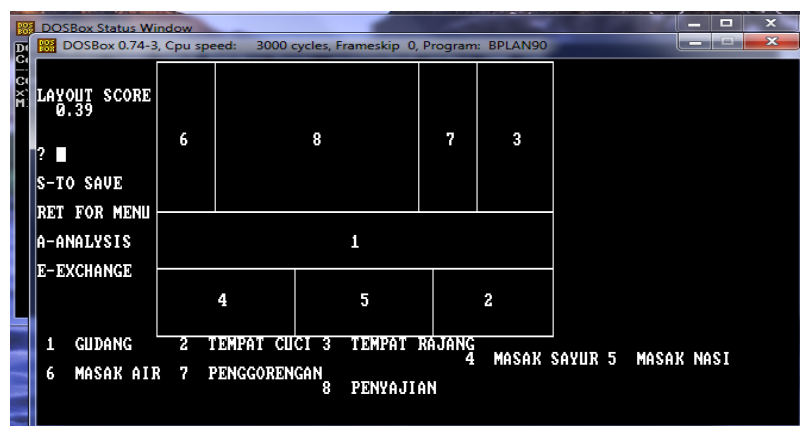 DOSBox Status Window
DOSBox 0.74-3, Cpu speed: 3000 cycles, Frameskip 0, Program: BPLAN90
LAYOUT SCORE
0.39
?
S-TO SAVE
RET FOR MENU
A-ANALYSIS
E-EXCHANGE
6 8 7 3
1
4 5 2
1 GUDANG 2 TEMPAT CUCI 3 TEMPAT RAJANG
4 MASAK SAYUR 5 MASAK NASI
6 MASAK AIR 7 PENGGORENGAN
8 PENYAJIAN